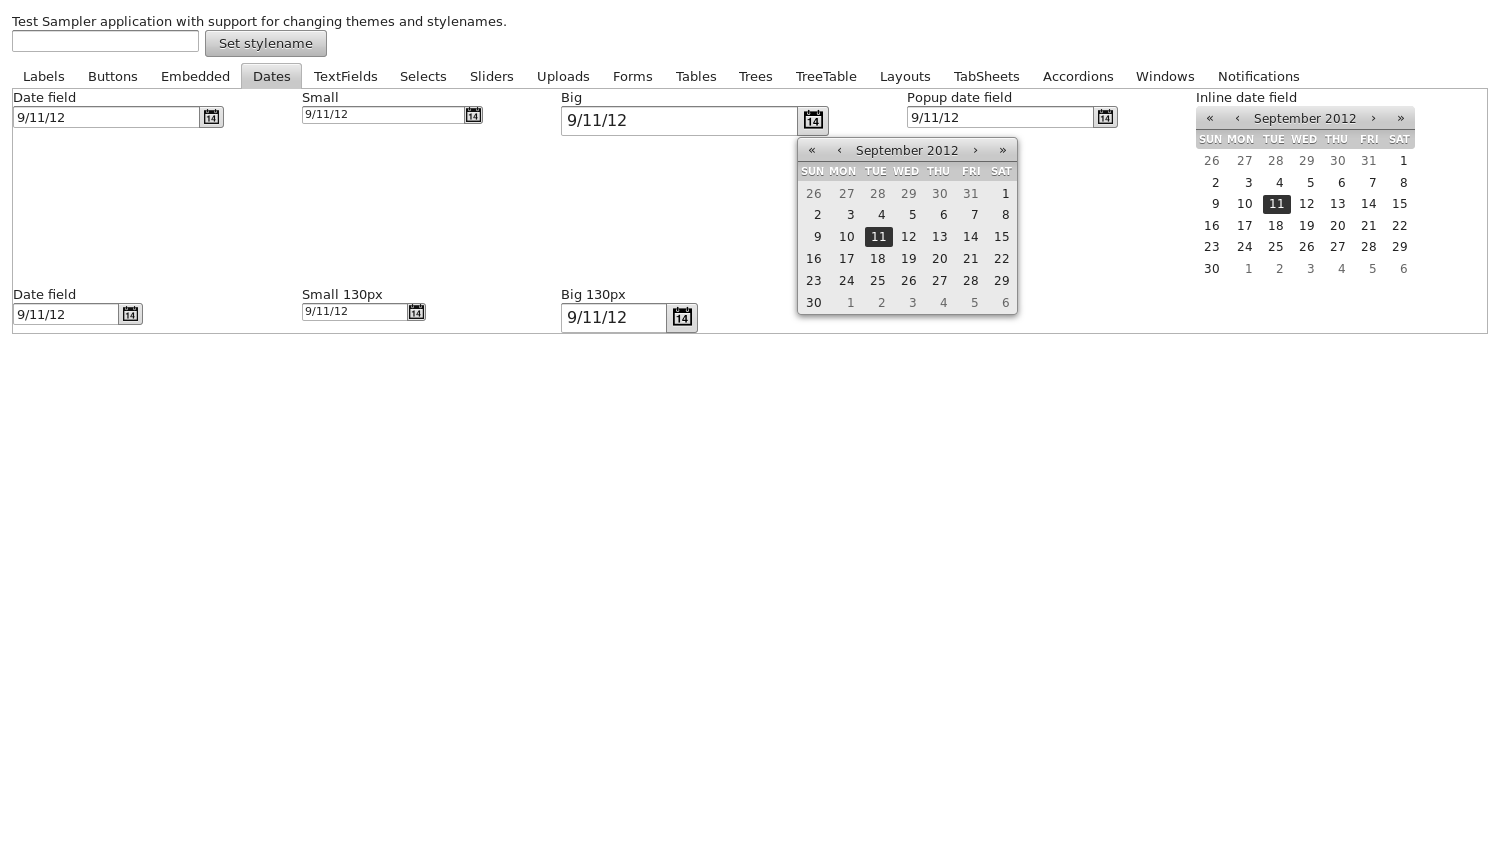 Test Sampler application with support for changing themes and stylenames.
Set stylename
Labels Buttons Embedded Dates TextFields Selects Sliders Uploads Forms Tables Trees TreeTable Layouts TabSheets Accordions Windows Notifications
Date field Small Big Popup date field Inline date field
9/11/12 14 9/11/12 14 9/11/12 14 9/11/12 14
« ‹ September 2012 › »
SUN MON TUE WED THU FRI SAT
26 27 28 29 30 31 1
2 3 4 5 6 7 8
9 10 11 12 13 14 15
16 17 18 19 20 21 22
23 24 25 26 27 28 29
30 1 2 3 4 5 6
« ‹ September 2012 › »
SUN MON TUE WED THU FRI SAT
26 27 28 29 30 31 1
2 3 4 5 6 7 8
9 10 11 12 13 14 15
16 17 18 19 20 21 22
23 24 25 26 27 28 29
30 1 2 3 4 5 6
Date field Small 130px Big 130px
9/11/12 14 9/11/12 14 9/11/12 14